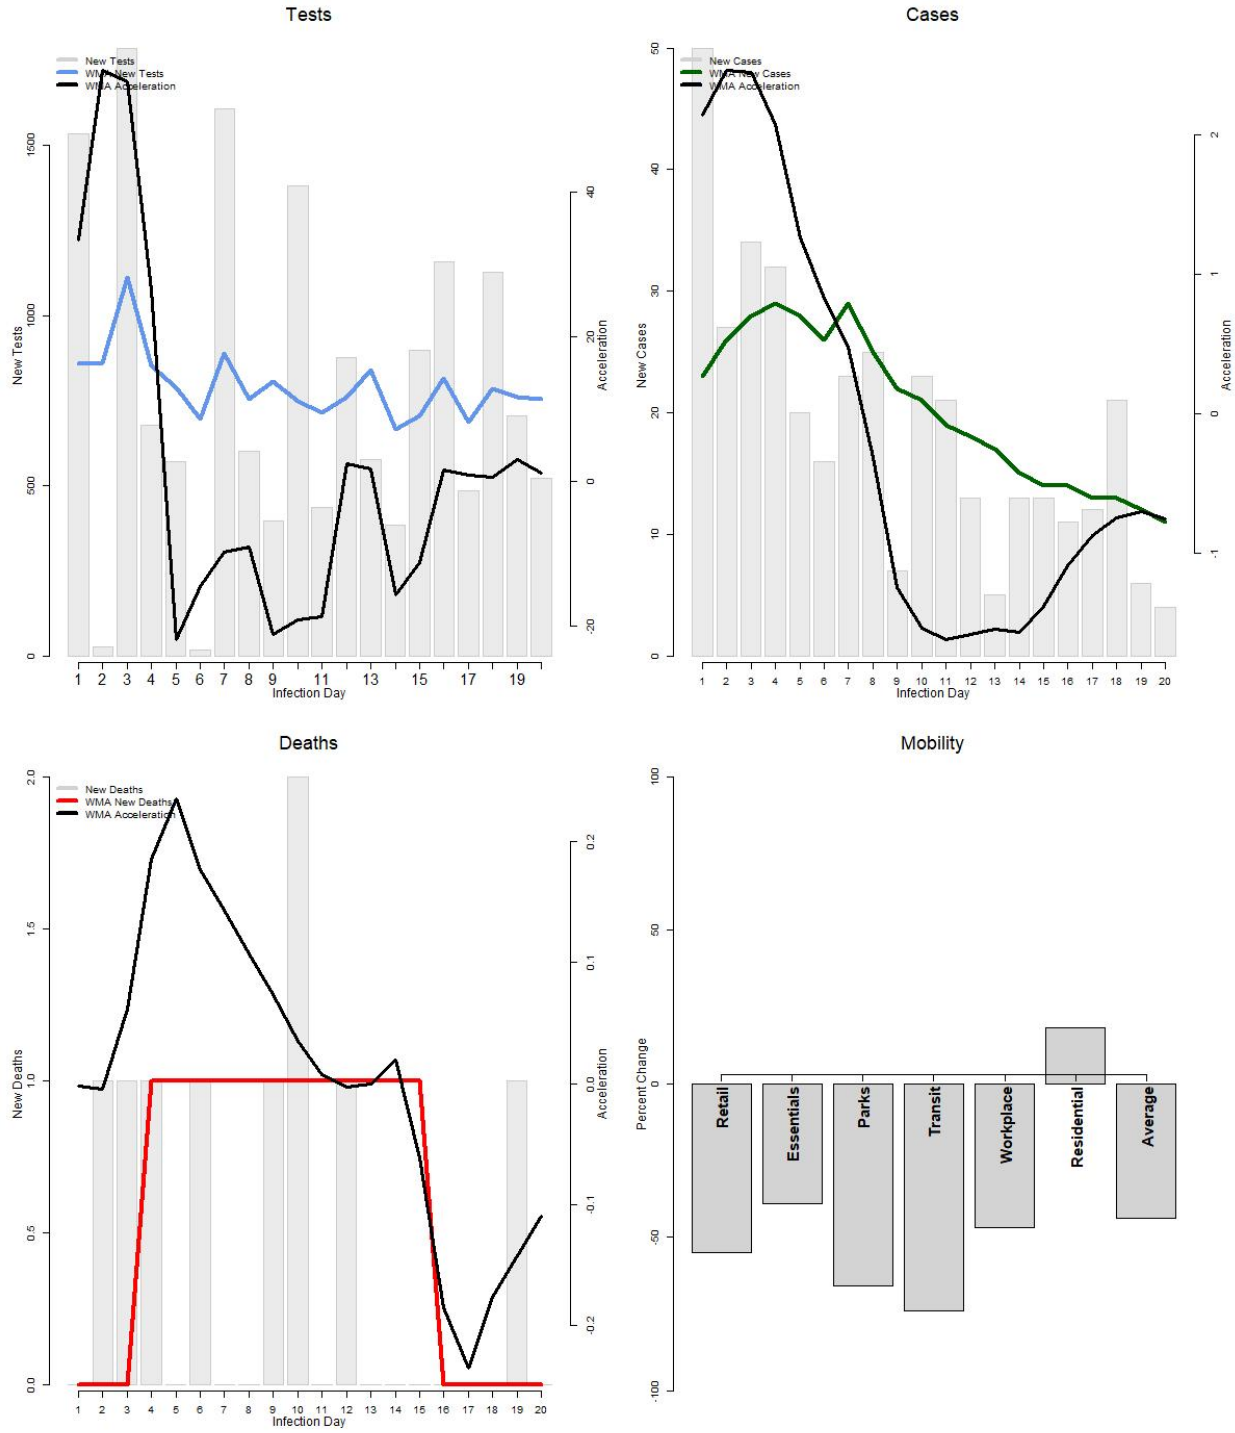 Tests
New Tests
WMA New Tests
WMA Acceleration
1500
1000
500
0
New Tests
40
20
0
-20
Acceleration
1 2 3 4 5 6 7 8 9 11 13 15 17 19
Infection Day
Cases
New Cases
WMA New Cases
WMA Acceleration
50
40
30
20
10
0
New Cases
2
1
0
-1
Acceleration
1 2 3 4 5 6 7 8 9 10 11 12 13 14 15 16 17 18 19 20
Infection Day
Deaths
New Deaths
WMA New Deaths
WMA Acceleration
2.0
1.5
1.0
0.5
0.0
New Deaths
0.2
0.1
0.0
-0.1
-0.2
Acceleration
1 2 3 4 5 6 7 8 9 10 11 12 13 14 15 16 17 18 19 20
Infection Day
Mobility
100
50
0
-50
-100
Percent Change
Retail
Essentials
Parks
Transit
Workplace
Residential
Average